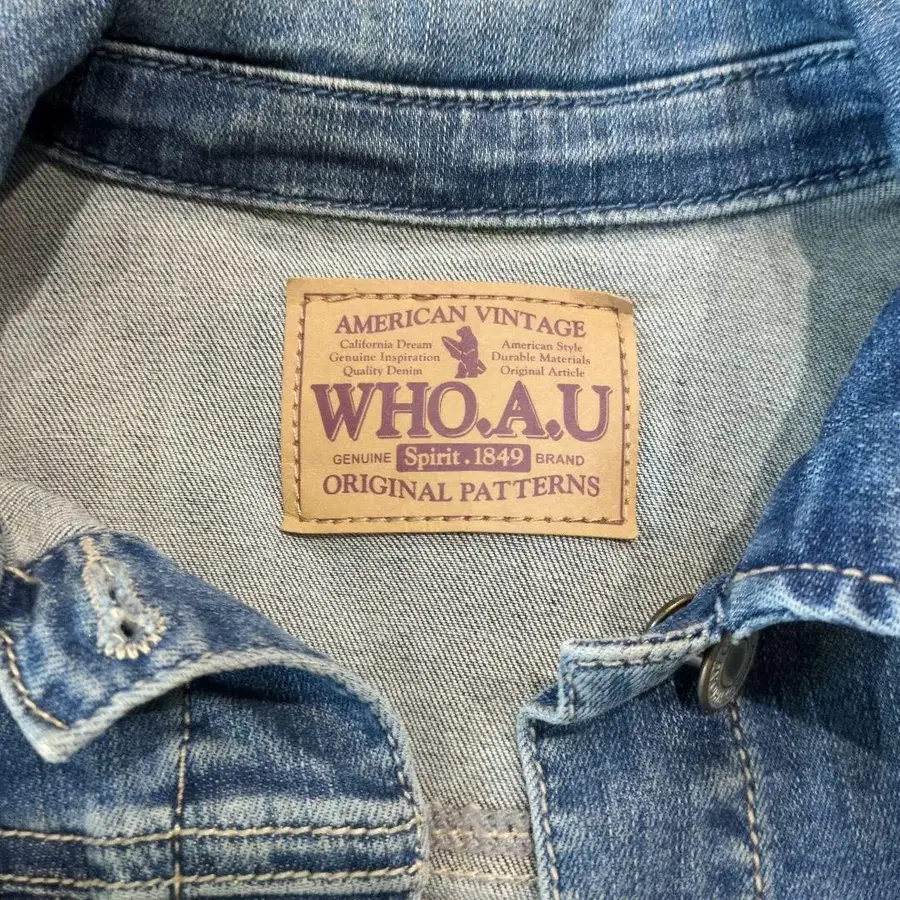 AMERICAN VINTAGE
California Dream
Genuine Inspiration
Quality Denim
American Style
Durable Materials
Original Article
WHO.A.U
GENUINE Spirit.1849 BRAND
ORIGINAL PATTERNS